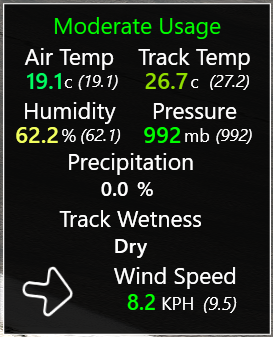 Moderate Usage
Air Temp Track Temp
19.1c (19.1) 26.7c (27.2)
Humidity Pressure
62.2% (62.1) 992mb (992)
Precipitation
0.0 %
Track Wetness
Dry
Wind Speed
8.2 KPH (9.5)